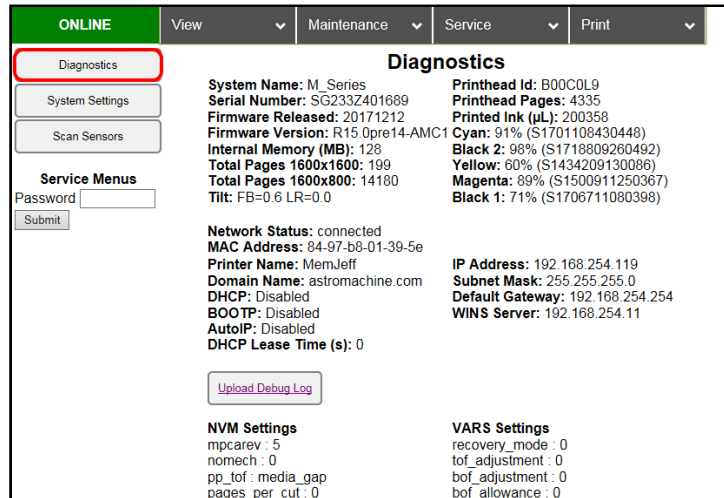 ONLINE View Maintenance Service Print
Diagnostics
System Settings
Scan Sensors
Service Menus
Password
Submit
Diagnostics
System Name: M_Series
Serial Number: SG233Z401689
Firmware Released: 20171212
Firmware Version: R15.0pre14-AMC1
Internal Memory (MB): 128
Total Pages 1600x1600: 199
Total Pages 1600x800: 14180
Tilt: FB=0.6 LR=0.0
Printhead Id: B00C0L9
Printhead Pages: 4335
Printed Ink (µL): 200358
Cyan: 91% (S1701108430448)
Black 2: 98% (S1718809260492)
Yellow: 60% (S1434209130086)
Magenta: 89% (S1500911250367)
Black 1: 71% (S1706711080398)
Network Status: connected
MAC Address: 84-97-b8-01-39-5e
Printer Name: MemJeff
Domain Name: astromachine.com
DHCP: Disabled
BOOTP: Disabled
AutoIP: Disabled
DHCP Lease Time (s): 0
IP Address: 192.168.254.119
Subnet Mask: 255.255.255.0
Default Gateway: 192.168.254.254
WINS Server: 192.168.254.11
Upload Debug Log
NVM Settings
mpcarev : 5
nomech : 0
pp_tof : media_gap
pages_per_cut : 0
VARS Settings
recovery_mode : 0
tof_adjustment : 0
bof_adjustment : 0
bof_allowance : 0